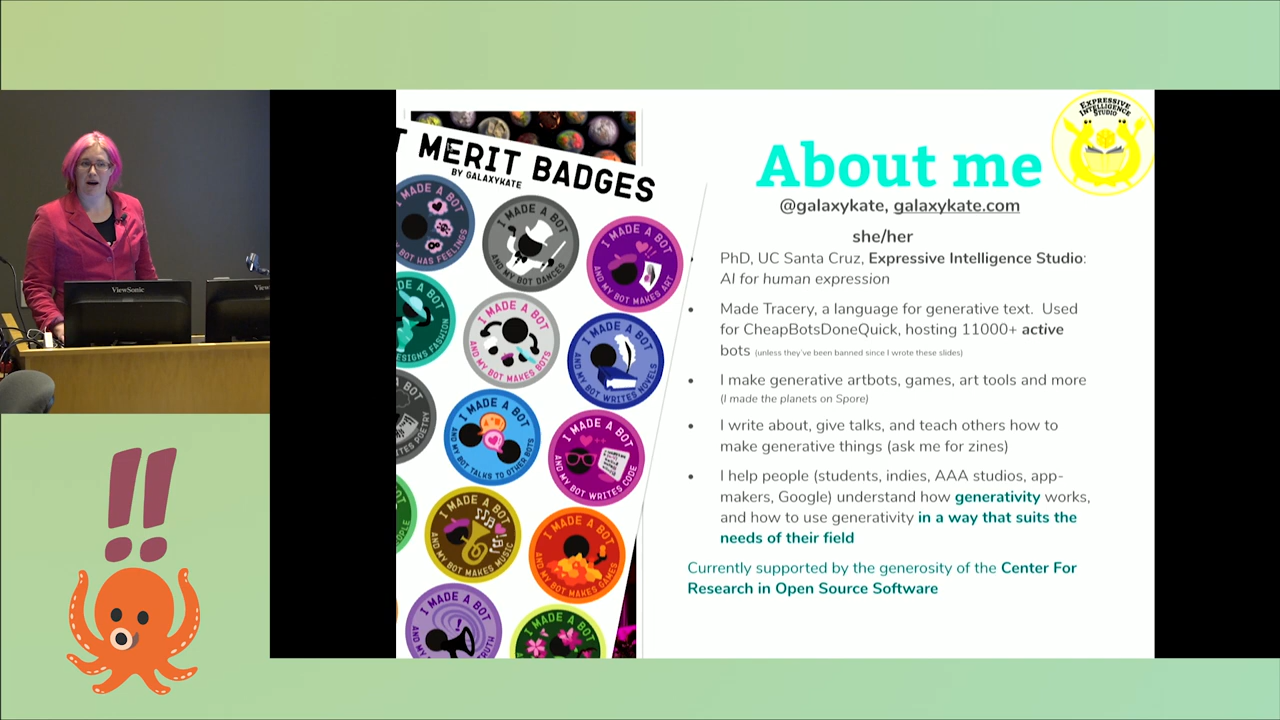 ViewSonic
!!
T MERIT BADGES
BY GALAXYKATE
I MADE A BOT
BOT HAS FEELINGS
I MADE A BOT
AND MY BOT DANCES
I MADE A BOT
AND MY BOT MAKES ART
DE A BOT
ESIGNS FASHION
I MADE A BOT
AND MY BOT MAKES BOTS
I MADE A BOT
AND MY BOT WRITES NOVELS
A BOT
ITES POETRY
I MADE A BOT
AND MY BOT TALKS TO OTHER BOTS
I MADE A BOT
AND MY BOT WRITES CODE
OPLE
I MADE A BOT
AND MY BOT MAKES MUSIC
I MADE A BOT
AND MY BOT MAKES GAMES
I MADE A BOT
AND MY
RUTH
I MADE A BOT
EXPRESSIVE
INTELLIGENCE
STUDIO
About me
@galaxykate, galaxykate.com
she/her
PhD, UC Santa Cruz, Expressive Intelligence Studio:
AI for human expression
• Made Tracery, a language for generative text. Used
for CheapBotsDoneQuick, hosting 11000+ active
bots (unless they've been banned since I wrote these slides)
• I make generative artbots, games, art tools and more
(I made the planets on Spore)
• I write about, give talks, and teach others how to
make generative things (ask me for zines)
• I help people (students, indies, AAA studios, app-
makers, Google) understand how generativity works,
and how to use generativity in a way that suits the
needs of their field
Currently supported by the generosity of the Center For
Research in Open Source Software